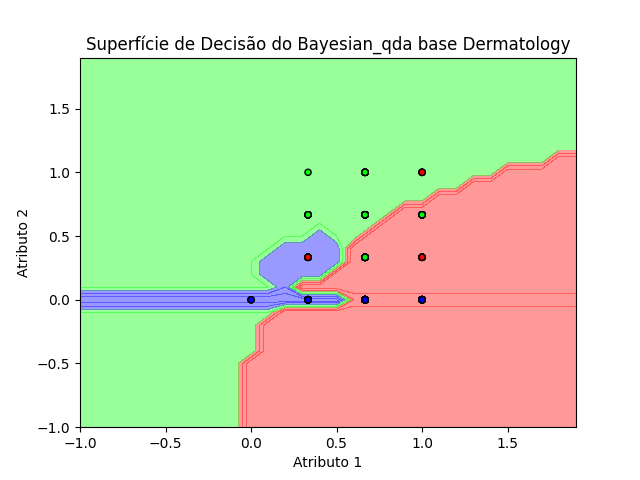 Superfície de Decisão do Bayesian_qda base Dermatology
1.5
1.0
0.5
0.0
−0.5
−1.0
Atributo 2
−1.0 −0.5 0.0 0.5 1.0 1.5
Atributo 1